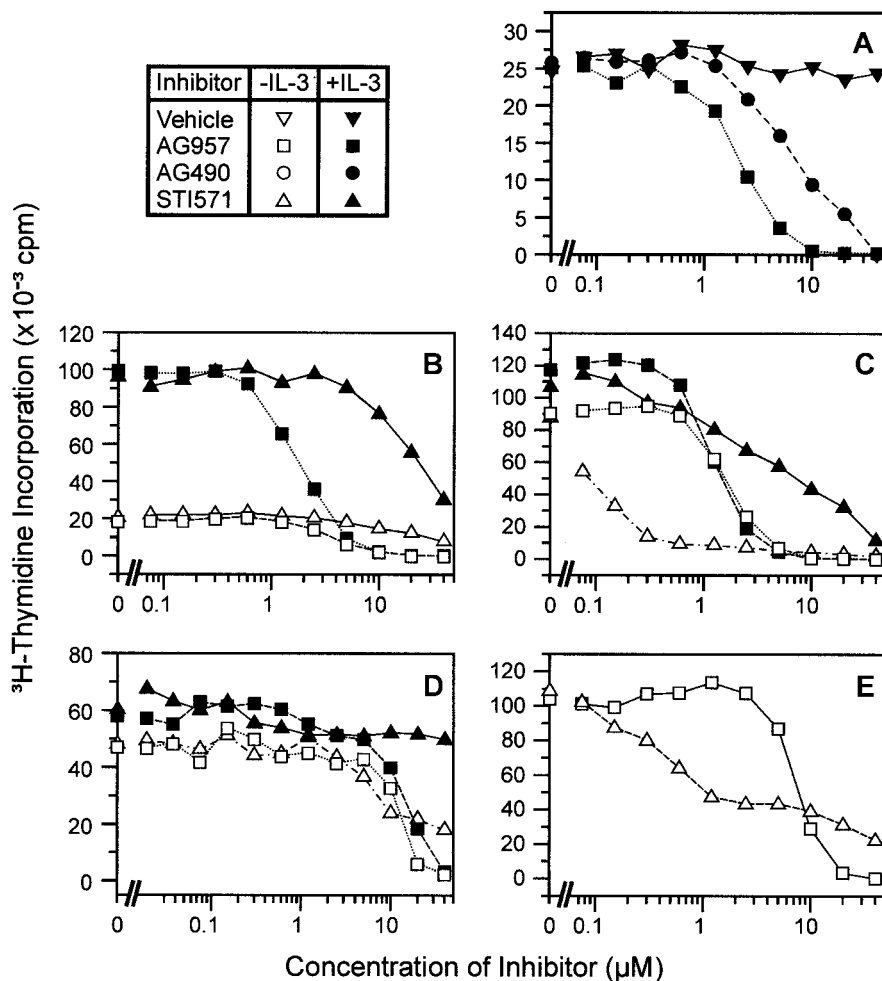 Inhibitor -IL-3 +IL-3
Vehicle
AG957
AG490
STI571
A
30
25
20
15
10
5
0
0 0.1 1 10
B
120
100
80
60
40
20
0
0 0.1 1 10
C
140
120
100
80
60
40
20
0
0 0.1 1 10
D
80
60
40
20
0
0 0.1 1 10
E
120
100
80
60
40
20
0
0 0.1 1 10
³H-Thymidine Incorporation (x10⁻³ cpm)
Concentration of Inhibitor (µM)